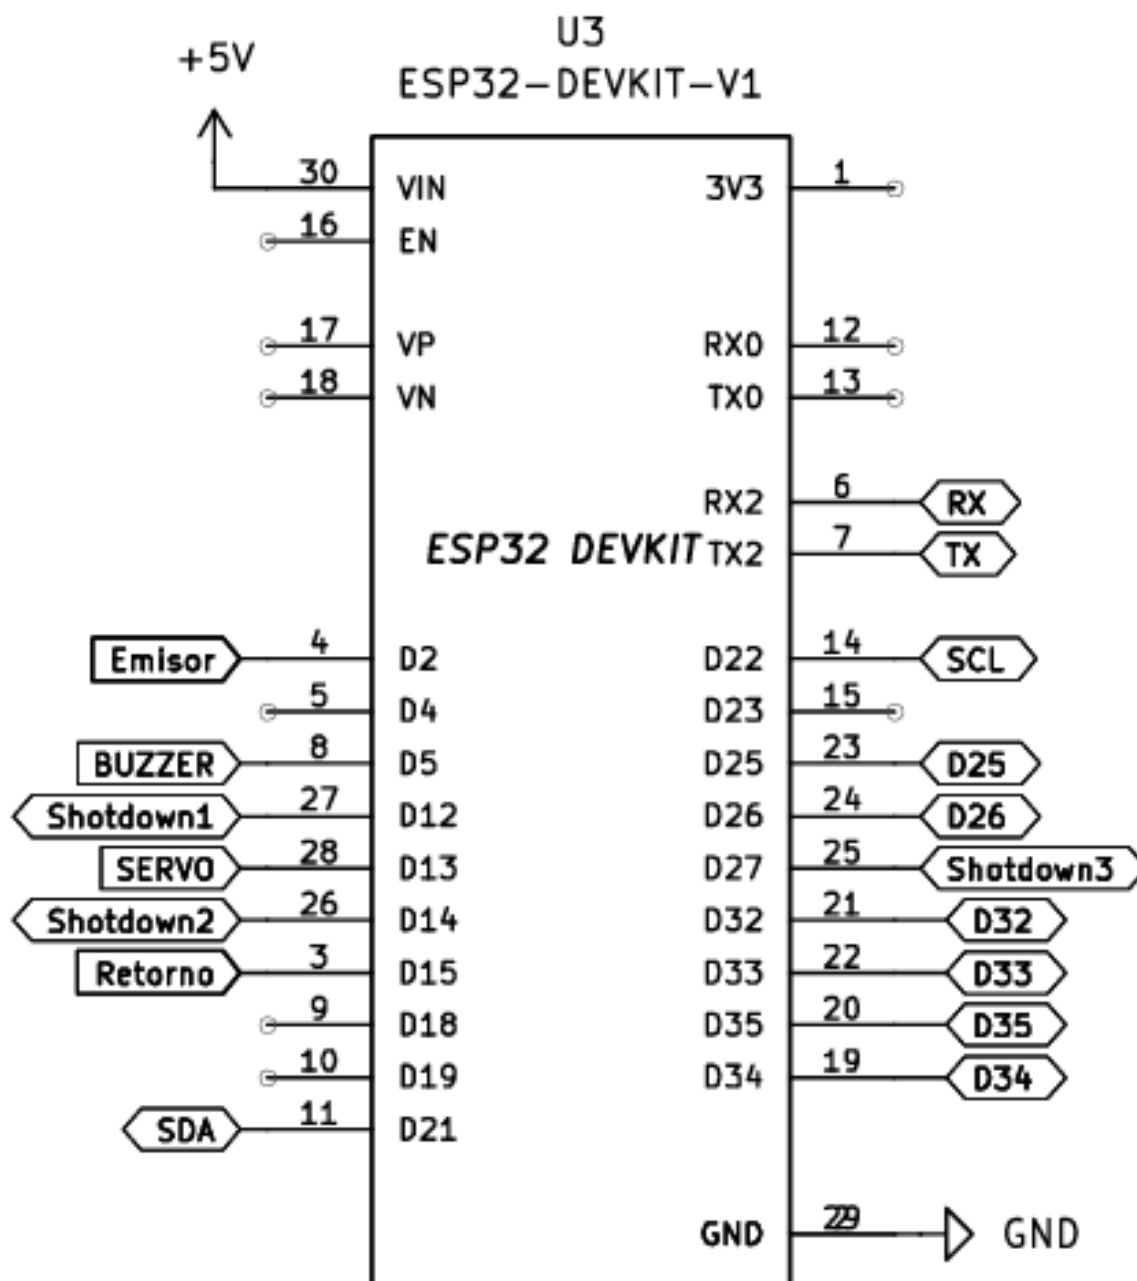 U3
+5V
ESP32-DEVKIT-V1
30 VIN 3V3 1
16 EN
17 VP RX0 12
18 VN TX0 13
RX2 6 RX
ESP32 DEVKIT TX2 7 TX
Emisor 4 D2 D22 14 SCL
5 D4 D23 15
BUZZER 8 D5 D25 23 D25
Shotdown1 27 D12 D26 24 D26
SERVO 28 D13 D27 25 Shotdown3
Shotdown2 26 D14 D32 21 D32
Retorno 3 D15 D33 22 D33
9 D18 D35 20 D35
10 D19 D34 19 D34
SDA 11 D21
GND GND